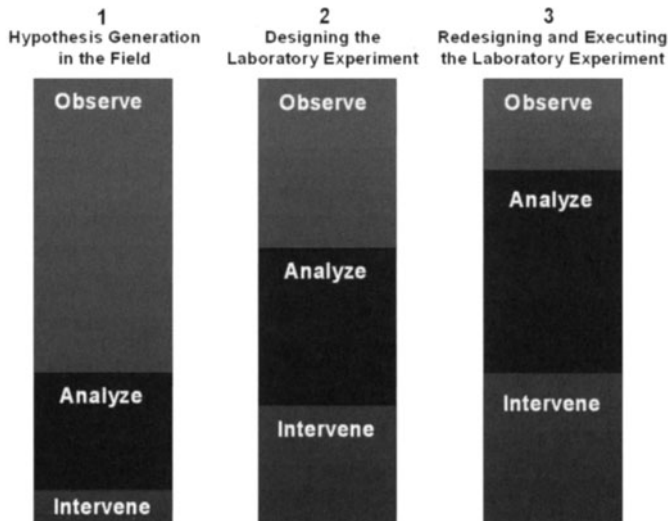 1
Hypothesis Generation
in the Field
Observe
Analyze
Intervene
2
Designing the
Laboratory Experiment
Observe
Analyze
Intervene
3
Redesigning and Executing
the Laboratory Experiment
Observe
Analyze
Intervene